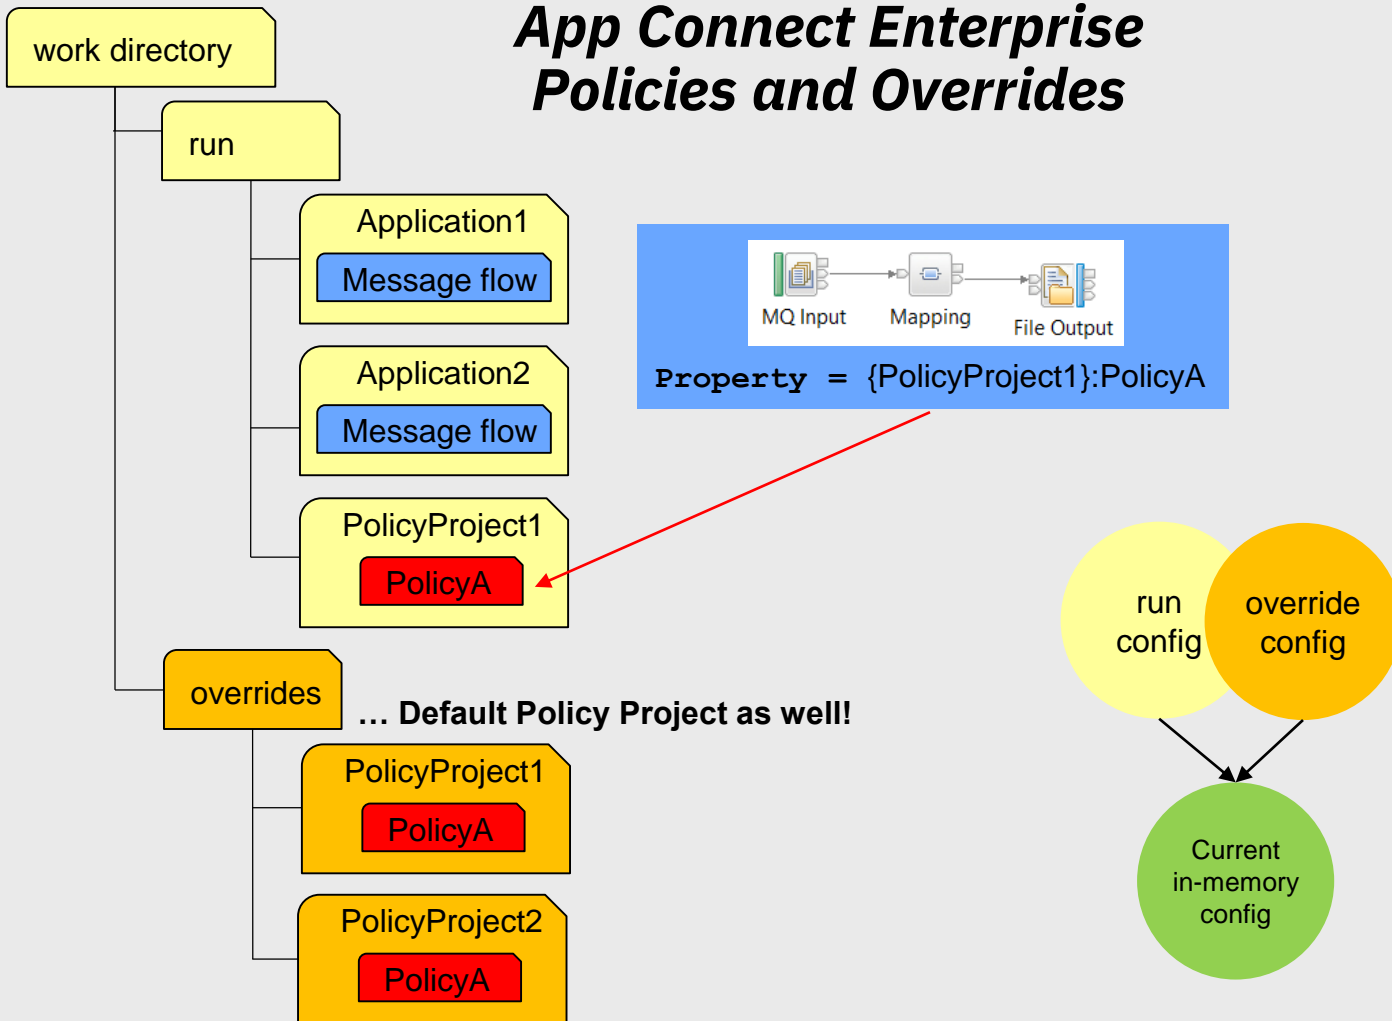 App Connect Enterprise
Policies and Overrides
work directory
run
Application1
Message flow
Application2
Message flow
PolicyProject1
PolicyA
MQ Input
Mapping
File Output
Property = {PolicyProject1}:PolicyA
overrides
... Default Policy Project as well!
PolicyProject1
PolicyA
PolicyProject2
PolicyA
run
config
override
config
Current
in-memory
config